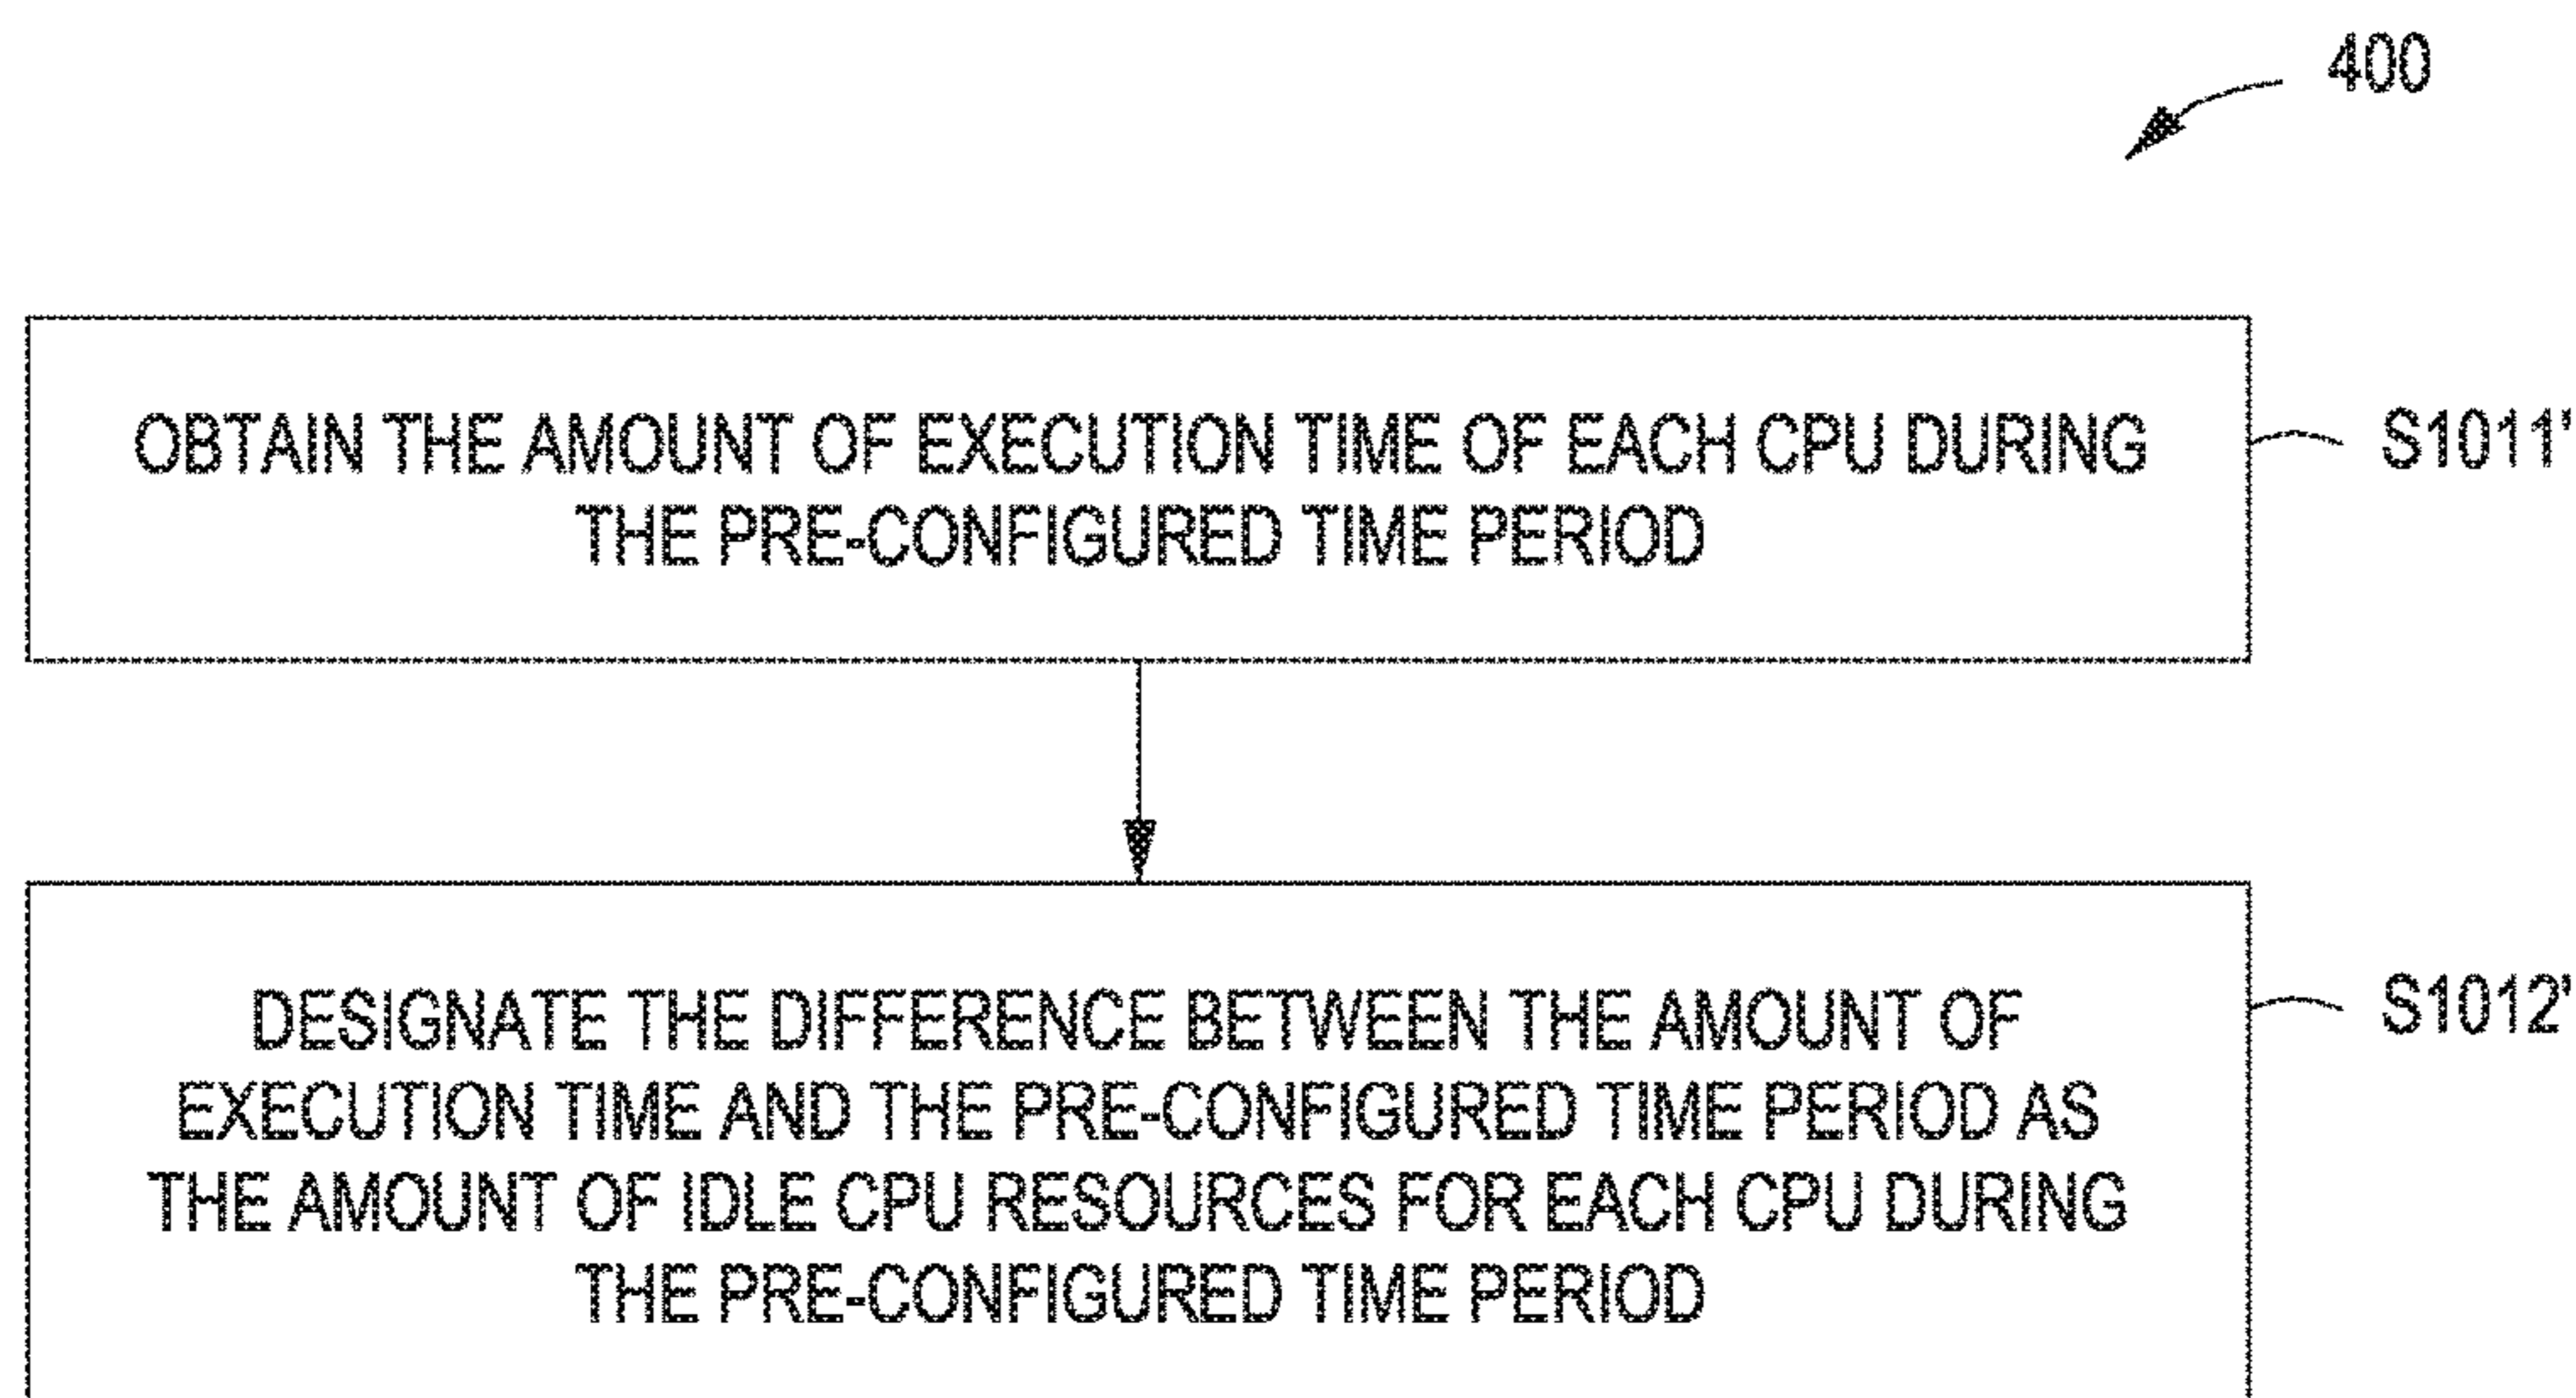 400
OBTAIN THE AMOUNT OF EXECUTION TIME OF EACH CPU DURING
THE PRE-CONFIGURED TIME PERIOD
S1011'
DESIGNATE THE DIFFERENCE BETWEEN THE AMOUNT OF
EXECUTION TIME AND THE PRE-CONFIGURED TIME PERIOD AS
THE AMOUNT OF IDLE CPU RESOURCES FOR EACH CPU DURING
THE PRE-CONFIGURED TIME PERIOD
S1012'